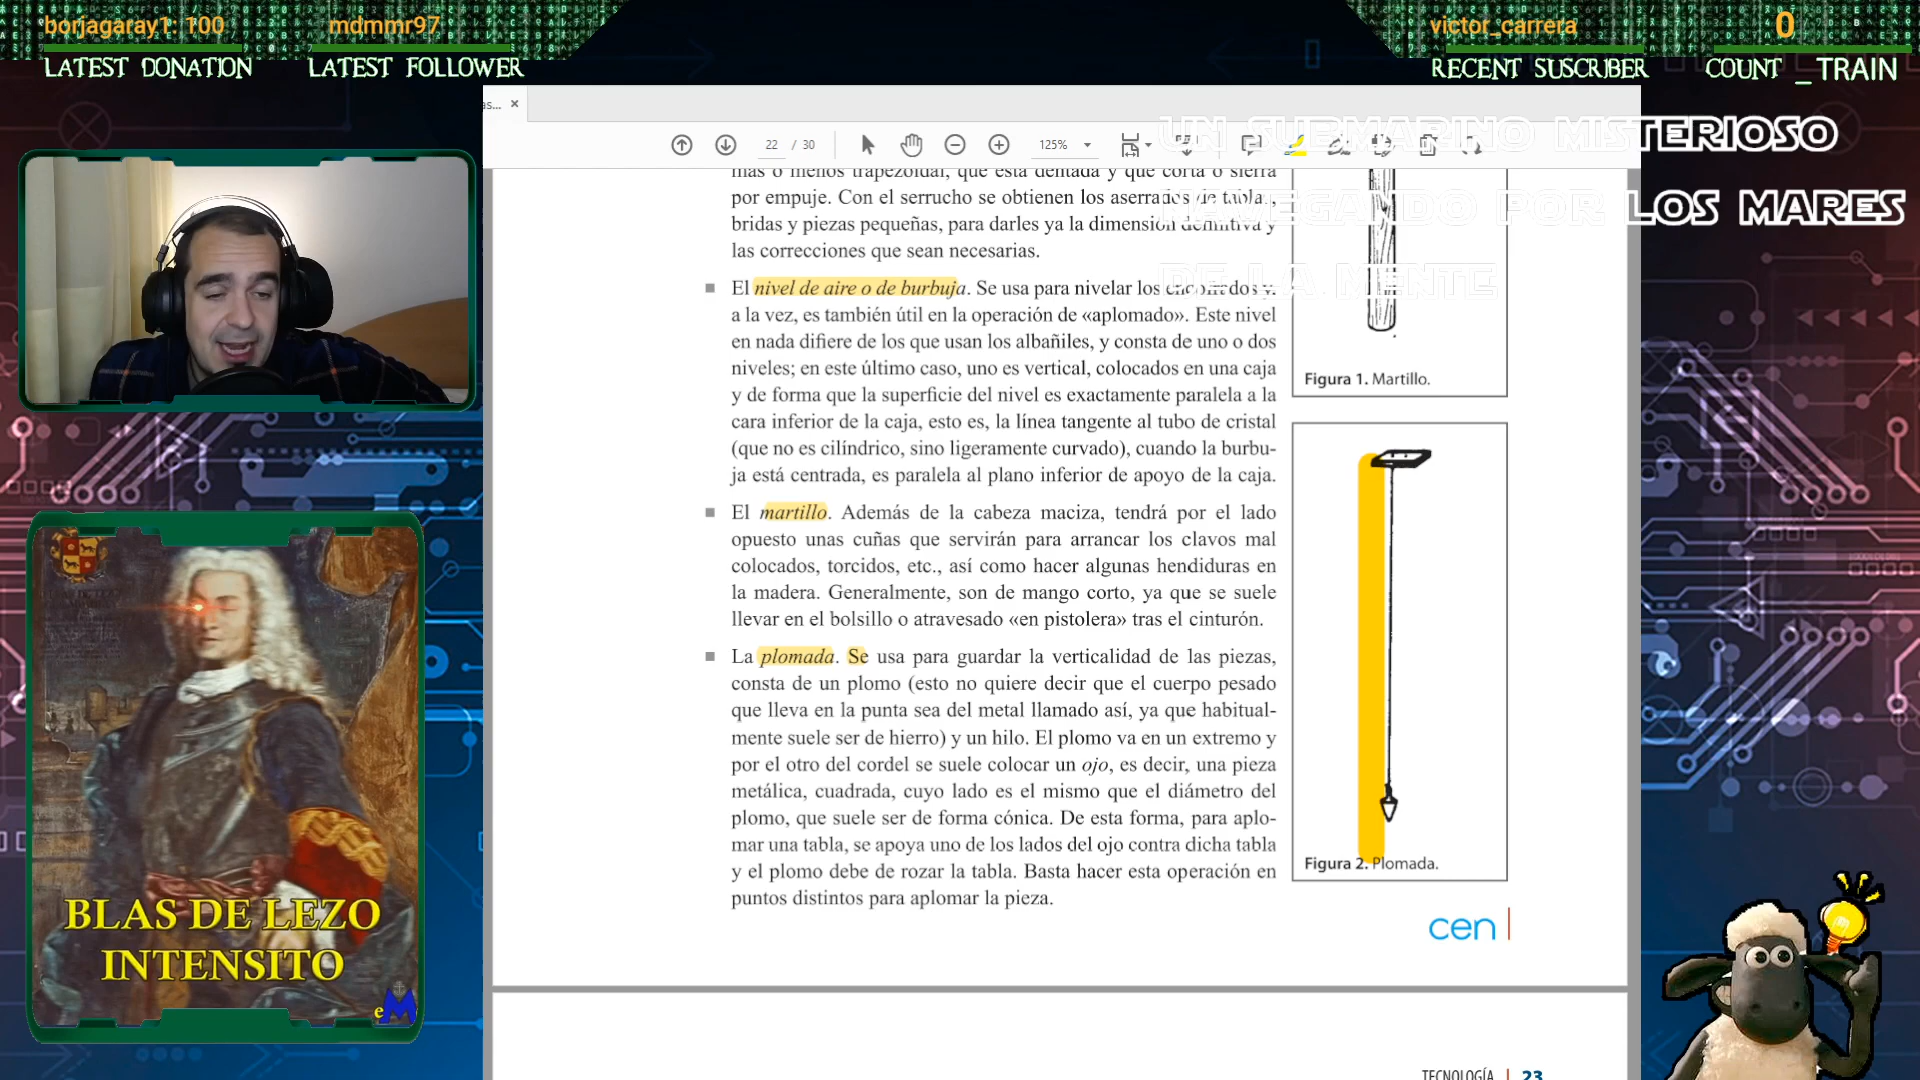 borjagaray1: 100
LATEST DONATION
mdmmr97
LATEST FOLLOWER
victor_carrera
RECENT SUSCRIBER
0
COUNT _TRAIN
UN SUBMARINO MISTERIOSO
NAVEGANDO POR LOS MARES
DE LA MENTE
as... ×
22 / 30
125%
más o menos trapezoidal, que está dentada y que corta o sierra
por empuje. Con el serrucho se obtienen los aserrados de tablas,
bridas y piezas pequeñas, para darles ya la dimensión definitiva y
las correcciones que sean necesarias.
■ El nivel de aire o de burbuja. Se usa para nivelar los encofrados y,
a la vez, es también útil en la operación de «aplomado». Este nivel
en nada difiere de los que usan los albañiles, y consta de uno o dos
niveles; en este último caso, uno es vertical, colocados en una caja
y de forma que la superficie del nivel es exactamente paralela a la
cara inferior de la caja, esto es, la línea tangente al tubo de cristal
(que no es cilíndrico, sino ligeramente curvado), cuando la burbu-
ja está centrada, es paralela al plano inferior de apoyo de la caja.
■ El martillo. Además de la cabeza maciza, tendrá por el lado
opuesto unas cuñas que servirán para arrancar los clavos mal
colocados, torcidos, etc., así como hacer algunas hendiduras en
la madera. Generalmente, son de mango corto, ya que se suele
llevar en el bolsillo o atravesado «en pistolera» tras el cinturón.
■ La plomada. Se usa para guardar la verticalidad de las piezas,
consta de un plomo (esto no quiere decir que el cuerpo pesado
que lleva en la punta sea del metal llamado así, ya que habitual-
mente suele ser de hierro) y un hilo. El plomo va en un extremo y
por el otro del cordel se suele colocar un ojo, es decir, una pieza
metálica, cuadrada, cuyo lado es el mismo que el diámetro del
plomo, que suele ser de forma cónica. De esta forma, para aplo-
mar una tabla, se apoya uno de los lados del ojo contra dicha tabla
y el plomo debe de rozar la tabla. Basta hacer esta operación en
puntos distintos para aplomar la pieza.
Figura 1. Martillo.
Figura 2. Plomada.
cen
TECNOLOGÍA | 23
BLAS DE LEZO
INTENSITO
eM